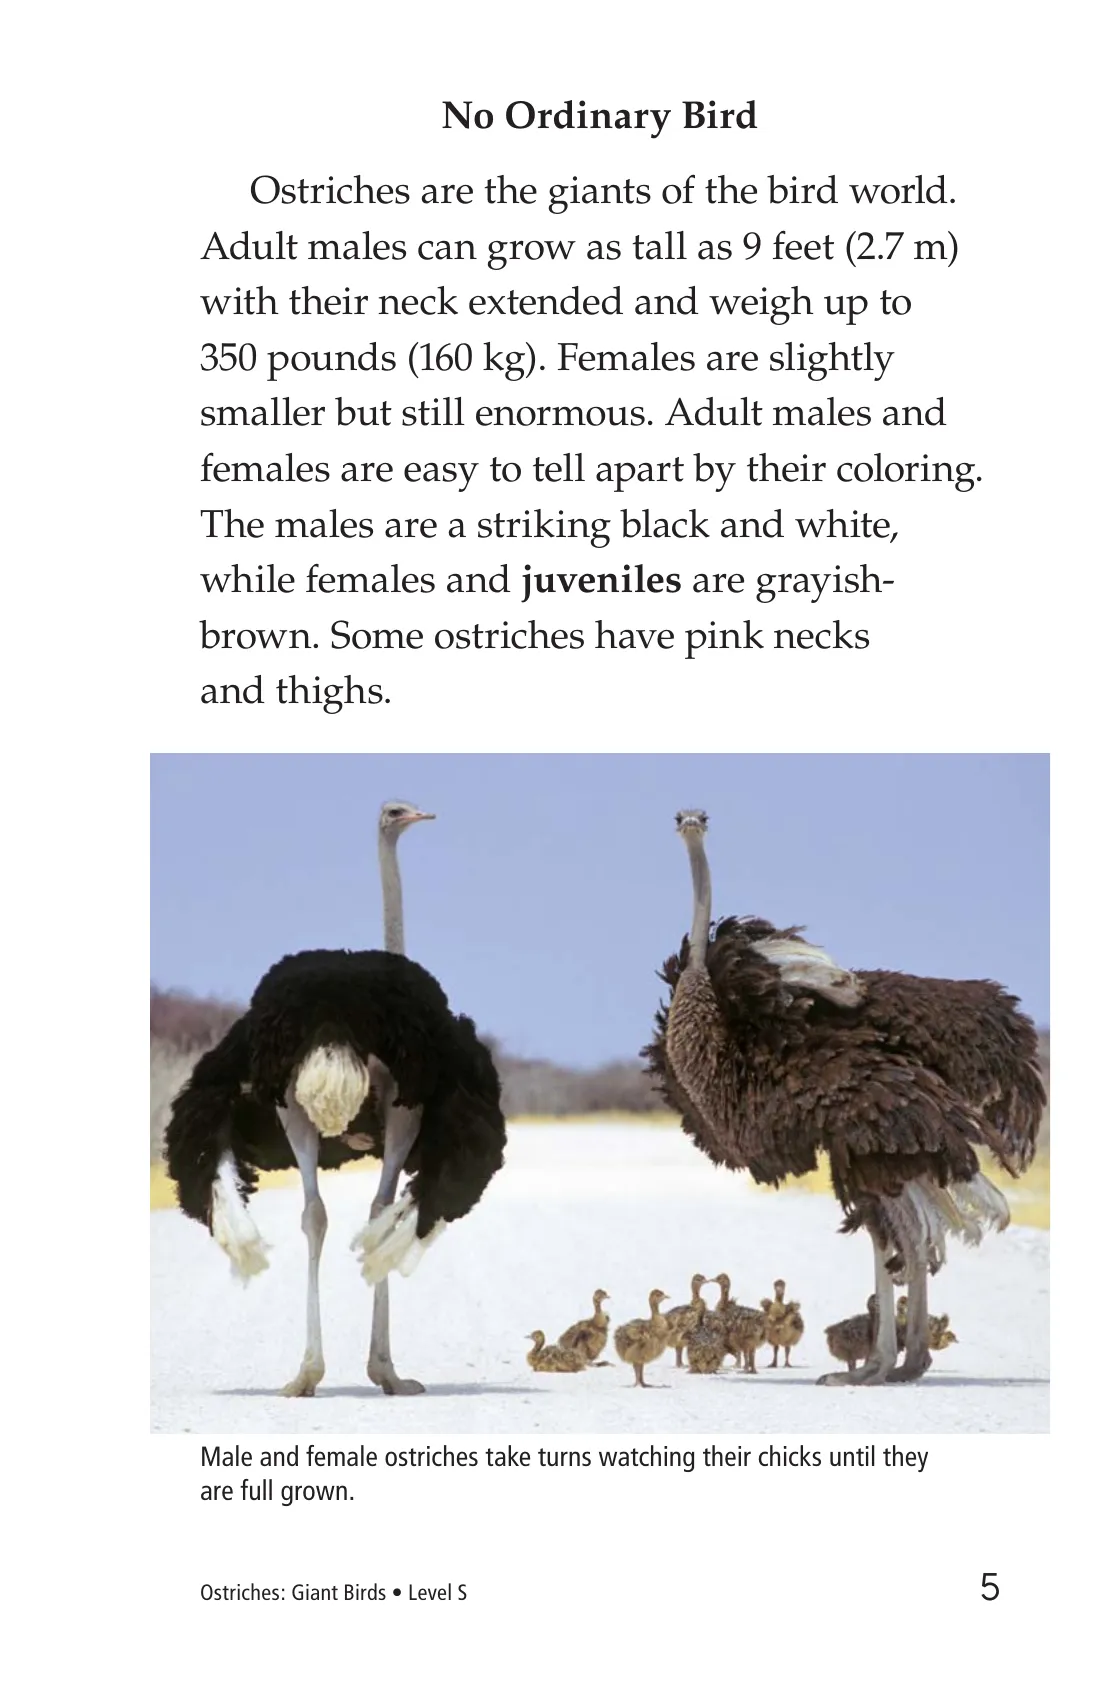 No Ordinary Bird
Ostriches are the giants of the bird world.
Adult males can grow as tall as 9 feet (2.7 m)
with their neck extended and weigh up to
350 pounds (160 kg). Females are slightly
smaller but still enormous. Adult males and
females are easy to tell apart by their coloring.
The males are a striking black and white,
while females and juveniles are grayish-
brown. Some ostriches have pink necks
and thighs.
Male and female ostriches take turns watching their chicks until they
are full grown.
Ostriches: Giant Birds • Level S
5